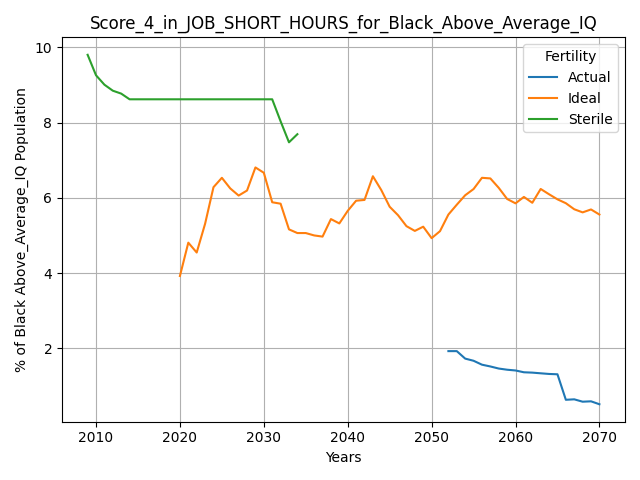 Score_4_in_JOB_SHORT_HOURS_for_Black_Above_Average_IQ
Fertility
Actual
Ideal
Sterile
% of Black Above_Average_IQ Population
10
8
6
4
2
2010 2020 2030 2040 2050 2060 2070
Years